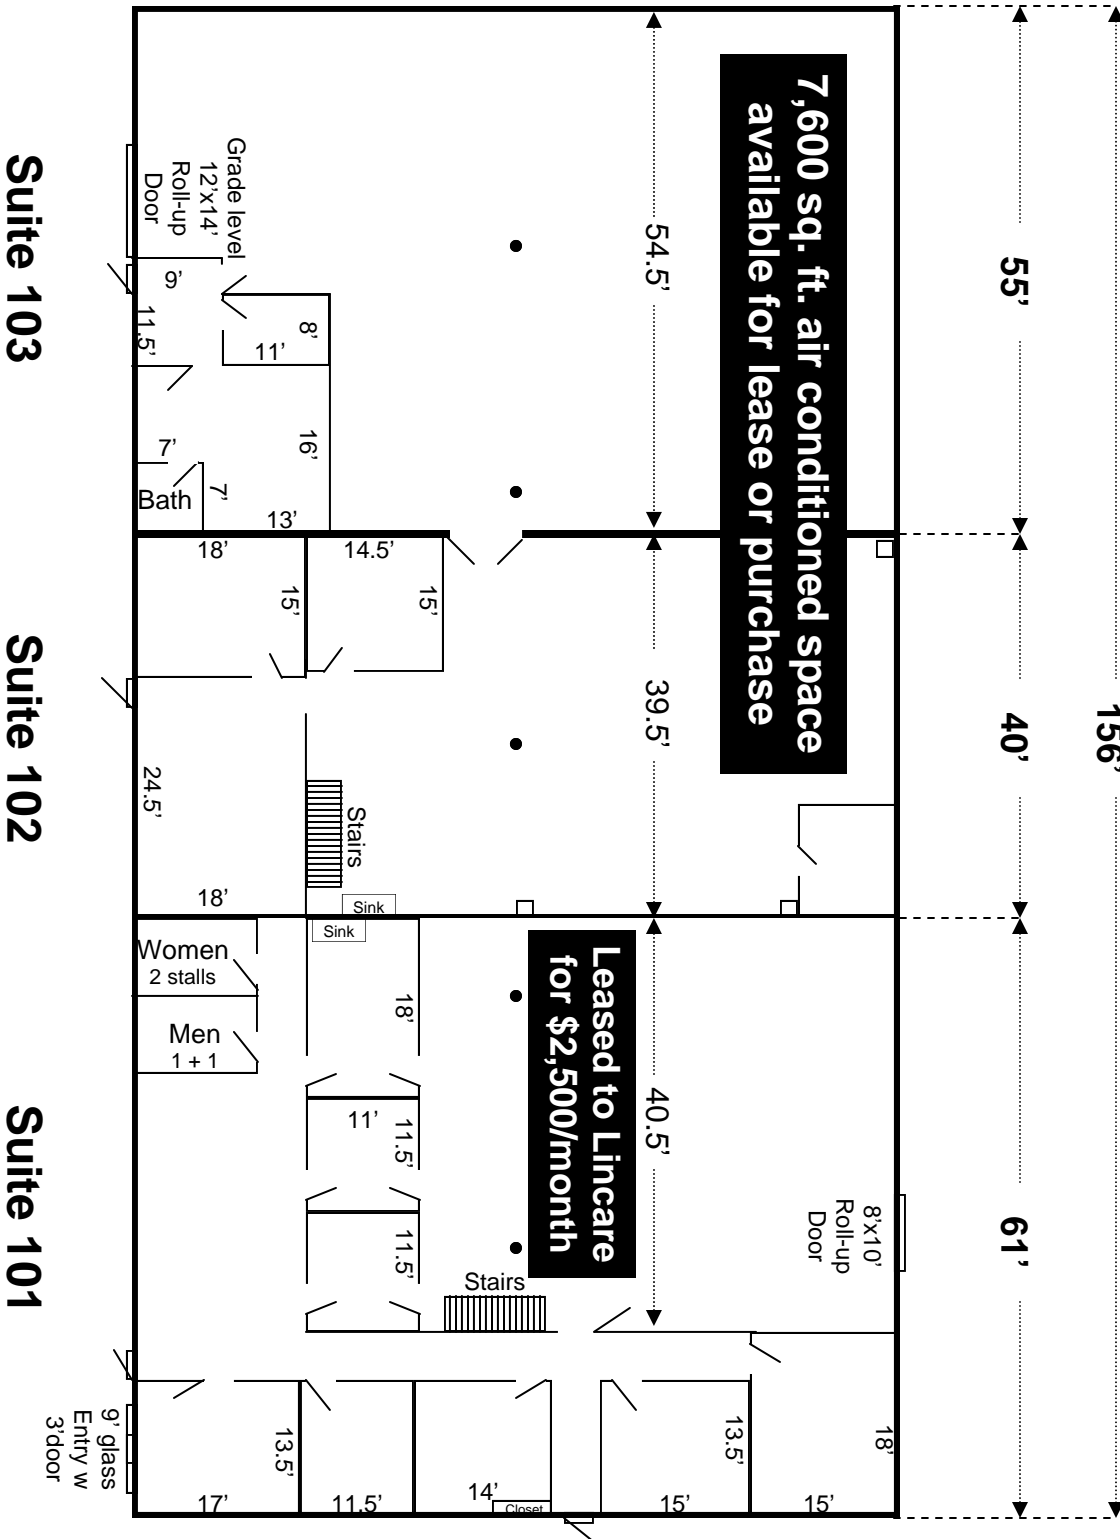 7,600 sq. ft. air conditioned space
available for lease or purchase
Leased to Lincare
for $2,500/month
156’
55’
40’
61’
54.5’
39.5’
40.5’
Suite 103
Grade level
12’x14’
Roll-up
Door
9’
11.5’
8’
11’
16’
7’
7’
Bath
13’
Suite 102
18’
15’
14.5’
15’
24.5’
18’
Stairs
Sink
Suite 101
Sink
Women
2 stalls
Men
1 + 1
18’
11’
11.5’
11.5’
Stairs
8’x10’
Roll-up
Door
9’ glass
Entry w
3’door
13.5’
17’
11.5’
14’
Closet
13.5’
15’
18’
15’